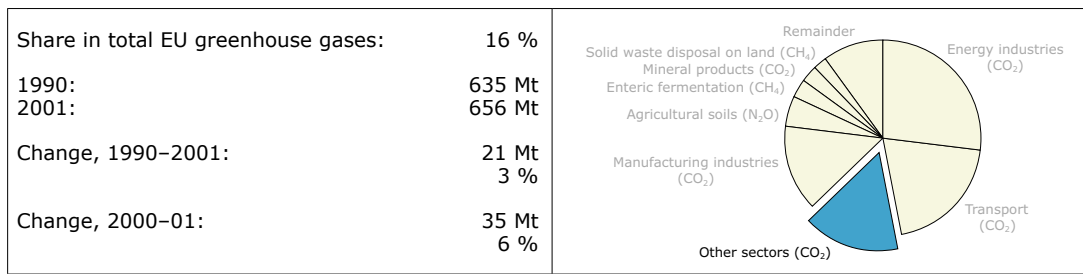 Share in total EU greenhouse gases: 16 %
1990: 635 Mt
2001: 656 Mt
Change, 1990–2001: 21 Mt
3 %
Change, 2000–01: 35 Mt
6 %
Remainder
Solid waste disposal on land (CH₄)
Mineral products (CO₂)
Enteric fermentation (CH₄)
Agricultural soils (N₂O)
Manufacturing industries
(CO₂)
Other sectors (CO₂)
Energy industries
(CO₂)
Transport
(CO₂)